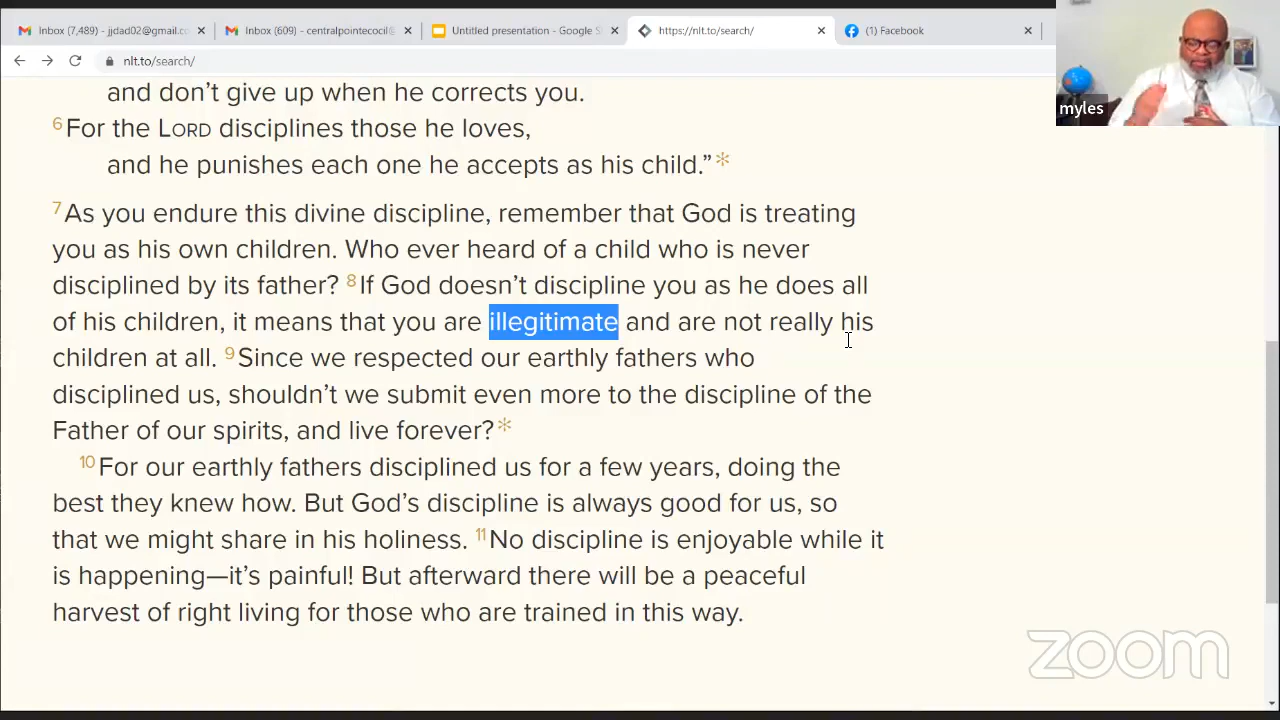 Inbox (7,489) - jjdad02@gmail.co
Inbox (609) - centralpointecocil@
Untitled presentation - Google S
https://nlt.to/search/
(1) Facebook
nlt.to/search/
myles
and don’t give up when he corrects you.
6 For the LORD disciplines those he loves,
and he punishes each one he accepts as his child.”*
7 As you endure this divine discipline, remember that God is treating
you as his own children. Who ever heard of a child who is never
disciplined by its father? 8 If God doesn’t discipline you as he does all
of his children, it means that you are illegitimate and are not really his
children at all. 9 Since we respected our earthly fathers who
disciplined us, shouldn’t we submit even more to the discipline of the
Father of our spirits, and live forever?*
10 For our earthly fathers disciplined us for a few years, doing the
best they knew how. But God’s discipline is always good for us, so
that we might share in his holiness. 11 No discipline is enjoyable while it
is happening—it’s painful! But afterward there will be a peaceful
harvest of right living for those who are trained in this way.
zoom